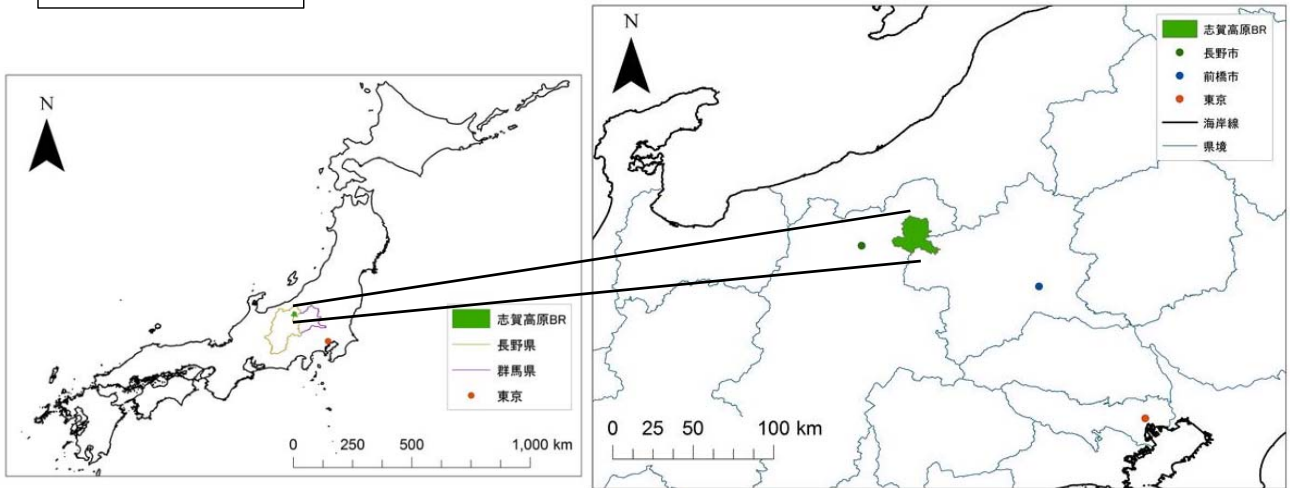 N
志賀高原BR
長野県
群馬県
東京
0 250 500 1,000 km
N
志賀高原BR
長野市
前橋市
東京
海岸線
県境
0 25 50 100 km